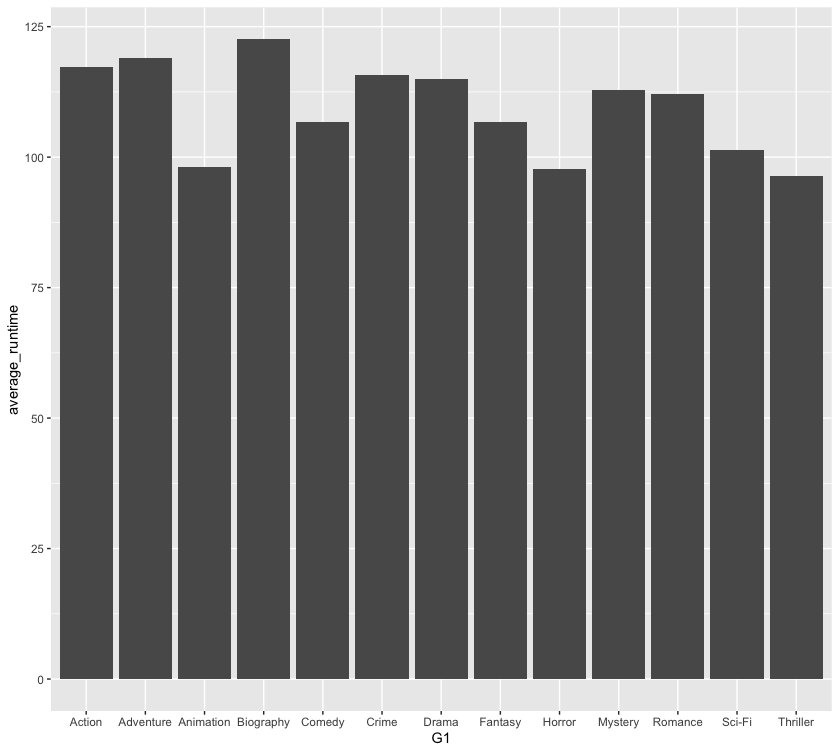 125
100
75
50
25
0
average_runtime
Action Adventure Animation Biography Comedy Crime Drama Fantasy Horror Mystery Romance Sci-Fi Thriller
G1